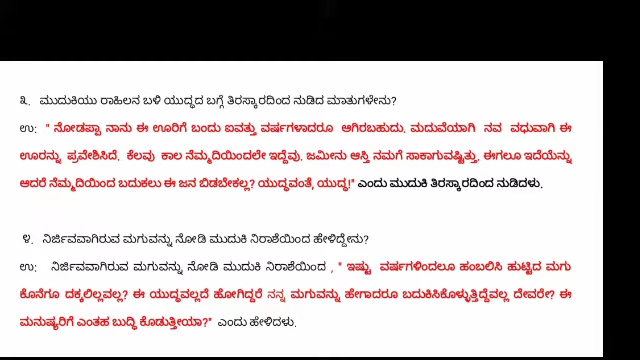 ೩. ಮುದುಕಿಯು ರಾಹಿಲನ ಬಳಿ ಯುದ್ಧದ ಬಗ್ಗೆ ತಿರಸ್ಕಾರದಿಂದ ನುಡಿದ ಮಾತುಗಳೇನು?
ಉ: " ನೋಡಪ್ಪಾ ನಾನು ಈ ಊರಿಗೆ ಬಂದು ಐವತ್ತು ವರ್ಷಗಳಾದರೂ ಆಗಿರಬಹುದು. ಮದುವೆಯಾಗಿ ನವ ವಧುವಾಗಿ ಈ
ಊರನ್ನು ಪ್ರವೇಶಿಸಿದೆ. ಕೆಲವು ಕಾಲ ನೆಮ್ಮದಿಯಿಂದಲೇ ಇದ್ದೆವು. ಜಮೀನು ಆಸ್ತಿ ನಮಗೆ ಸಾಕಾಗುವಷ್ಟಿತ್ತು, ಈಗಲೂ ಇದೆಯೆನ್ನು
ಆದರೆ ನೆಮ್ಮದಿಯಿಂದ ಬದುಕಲು ಈ ಜನ ಬಿಡಬೇಕಲ್ಲ? ಯುದ್ಧವಂತೆ, ಯುದ್ಧ!" ಎಂದು ಮುದುಕಿ ತಿರಸ್ಕಾರದಿಂದ ನುಡಿದಳು.
೪. ನಿರ್ಜಿವವಾಗಿರುವ ಮಗುವನ್ನು ನೋಡಿ ಮುದುಕಿ ನಿರಾಶೆಯಿಂದ ಹೇಳಿದ್ದೇನು?
ಉ: ನಿರ್ಜಿವವಾಗಿರುವ ಮಗುವನ್ನು ನೋಡಿ ಮುದುಕಿ ನಿರಾಶೆಯಿಂದ , " ಇಷ್ಟು ವರ್ಷಗಳಿಂದಲೂ ಹಂಬಲಿಸಿ ಹುಟ್ಟಿದ ಮಗು
ಕೊನೆಗೂ ದಕ್ಕಲಿಲ್ಲವಲ್ಲ? ಈ ಯುದ್ಧವಲ್ಲದೆ ಹೋಗಿದ್ದರೆ ನನ್ನ ಮಗುವನ್ನು ಹೇಗಾದರೂ ಬದುಕಿಸಿಕೊಳ್ಳುತ್ತಿದ್ದೆವಲ್ಲ ದೇವರೇ? ಈ
ಮನುಷ್ಯರಿಗೆ ಎಂತಹ ಬುದ್ಧಿ ಕೊಡುತ್ತೀಯಾ?" ಎಂದು ಹೇಳಿದಳು.